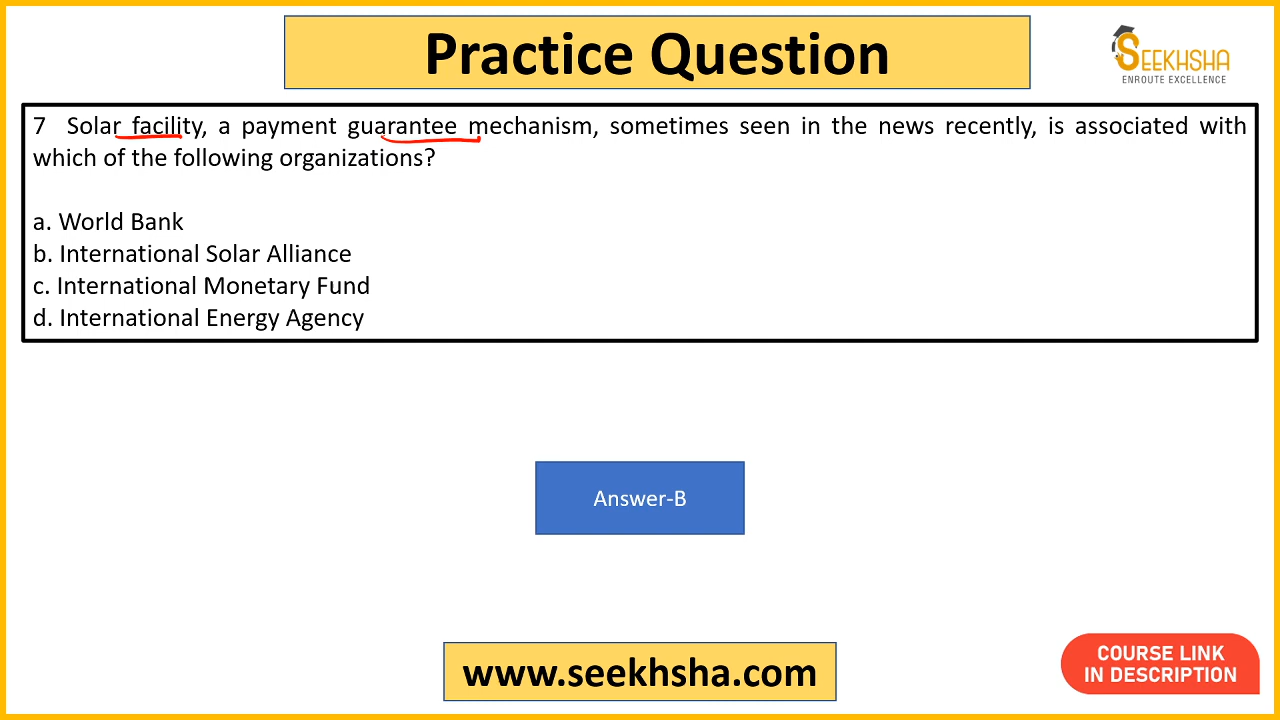 Practice Question
SEEKHSHA
ENROUTE EXCELLENCE
7 Solar facility, a payment guarantee mechanism, sometimes seen in the news recently, is associated with
which of the following organizations?
a. World Bank
b. International Solar Alliance
c. International Monetary Fund
d. International Energy Agency
Answer-B
www.seekhsha.com
COURSE LINK
IN DESCRIPTION